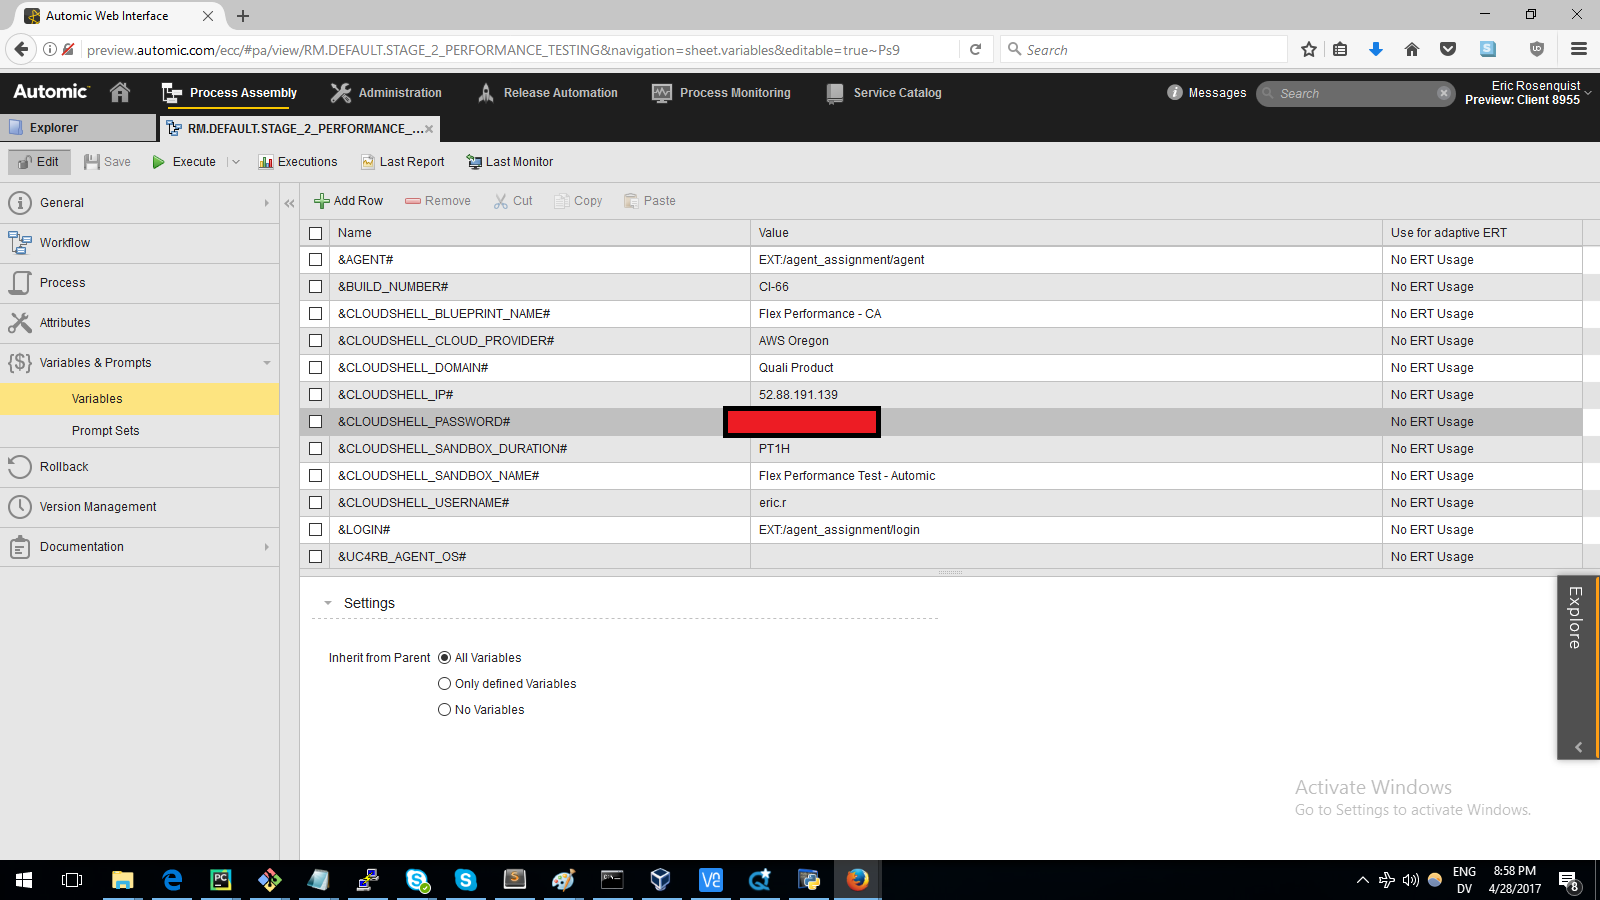 Automic Web Interface
preview.automic.com/ecc/#pa/view/RM.DEFAULT.STAGE_2_PERFORMANCE_TESTING&navigation=sheet.variables&editable=true~Ps9
Search
Automic
Process Assembly
Administration
Release Automation
Process Monitoring
Service Catalog
Messages
Search
Eric Rosenquist
Preview: Client 8955
Explorer
RM.DEFAULT.STAGE_2_PERFORMANCE_...
Edit
Save
Execute
Executions
Last Report
Last Monitor
General
Workflow
Process
Attributes
Variables & Prompts
Variables
Prompt Sets
Rollback
Version Management
Documentation
Add Row
Remove
Cut
Copy
Paste
Name Value Use for adaptive ERT
&AGENT# EXT:/agent_assignment/agent No ERT Usage
&BUILD_NUMBER# CI-66 No ERT Usage
&CLOUDSHELL_BLUEPRINT_NAME# Flex Performance - CA No ERT Usage
&CLOUDSHELL_CLOUD_PROVIDER# AWS Oregon No ERT Usage
&CLOUDSHELL_DOMAIN# Quali Product No ERT Usage
&CLOUDSHELL_IP# 52.88.191.139 No ERT Usage
&CLOUDSHELL_PASSWORD# No ERT Usage
&CLOUDSHELL_SANDBOX_DURATION# PT1H No ERT Usage
&CLOUDSHELL_SANDBOX_NAME# Flex Performance Test - Automic No ERT Usage
&CLOUDSHELL_USERNAME# eric.r No ERT Usage
&LOGIN# EXT:/agent_assignment/login No ERT Usage
&UC4RB_AGENT_OS# No ERT Usage
Settings
Inherit from Parent All Variables
Only defined Variables
No Variables
Explore
Activate Windows
Go to Settings to activate Windows.
ENG
DV
8:58 PM
4/28/2017
8